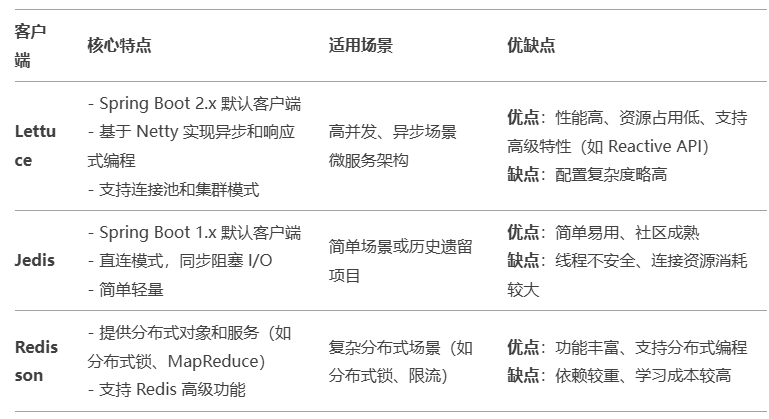 客户端
核心特点
适用场景
优缺点
Lettuce
- Spring Boot 2.x 默认客户端
- 基于 Netty 实现异步和响应
式编程
- 支持连接池和集群模式
高并发、异步场景
微服务架构
优点：性能高、资源占用低、支持
高级特性（如 Reactive API）
缺点：配置复杂度略高
Jedis
- Spring Boot 1.x 默认客户端
- 直连模式，同步阻塞 I/O
- 简单轻量
简单场景或历史遗留
项目
优点：简单易用、社区成熟
缺点：线程不安全、连接资源消耗
较大
Redisson
- 提供分布式对象和服务（如
分布式锁、MapReduce）
- 支持 Redis 高级功能
复杂分布式场景（如
分布式锁、限流）
优点：功能丰富、支持分布式编程
缺点：依赖较重、学习成本较高